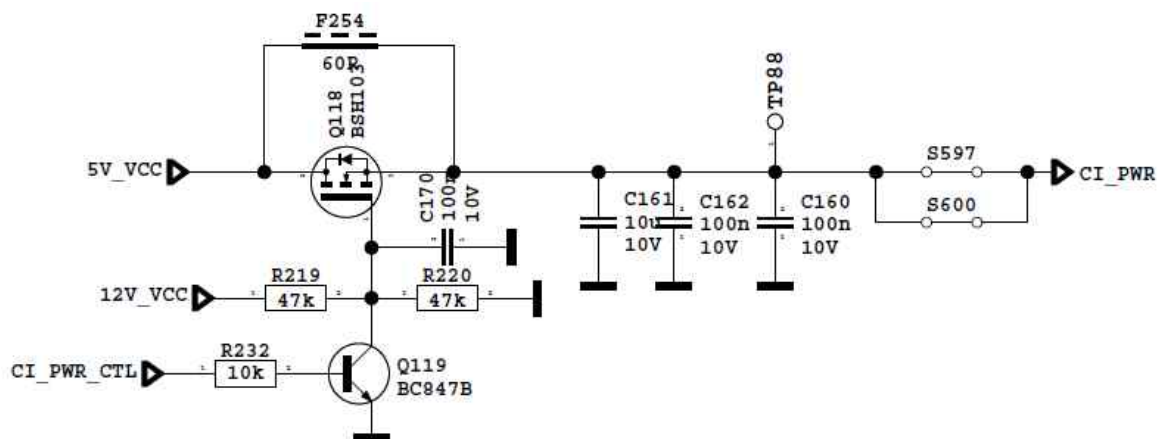 F254
60R
Q118
BSH103
TP88
5V_VCC
C170
100n
10V
S597
CI_PWR
S600
C161
10u
10V
C162
100n
10V
C160
100n
10V
R219
47k
R220
47k
12V_VCC
R232
10k
CI_PWR_CTL
Q119
BC847B